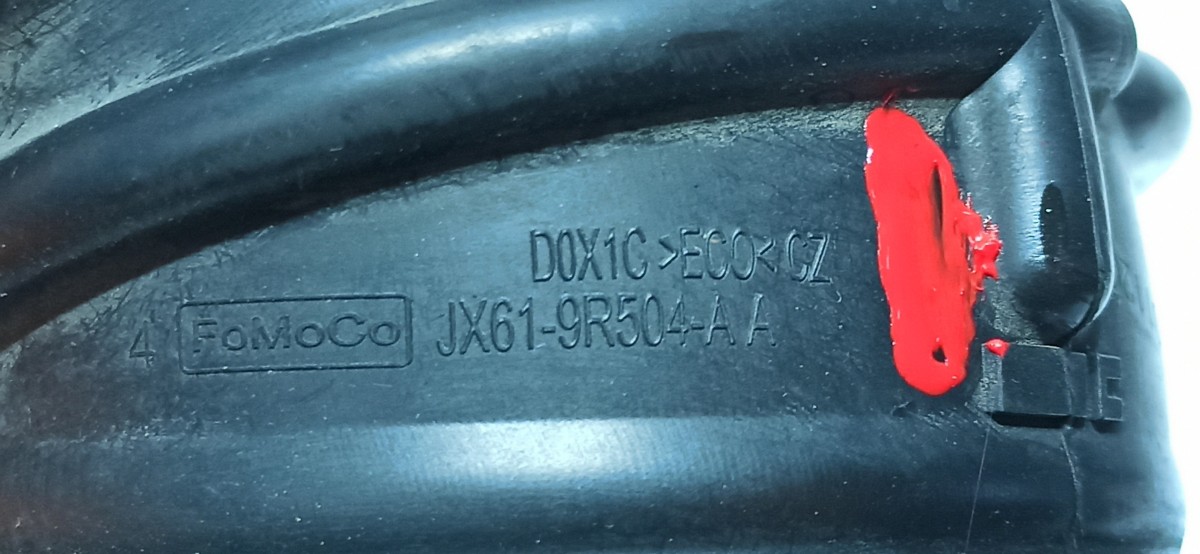 D0X1C >ECO< CZ
4 FoMoCo JX61-9R504-A A